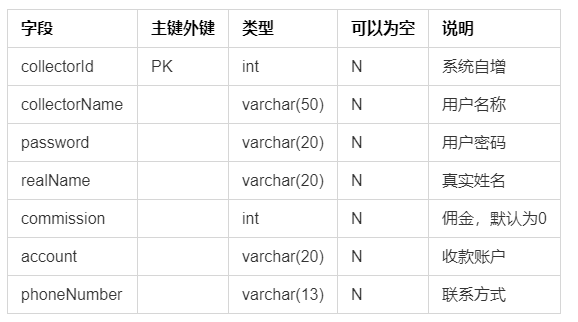 字段 主键外键 类型 可以为空 说明
collectorId PK int N 系统自增
collectorName varchar(50) N 用户名称
password varchar(20) N 用户密码
realName varchar(20) N 真实姓名
commission int N 佣金，默认为0
account varchar(20) N 收款账户
phoneNumber varchar(13) N 联系方式